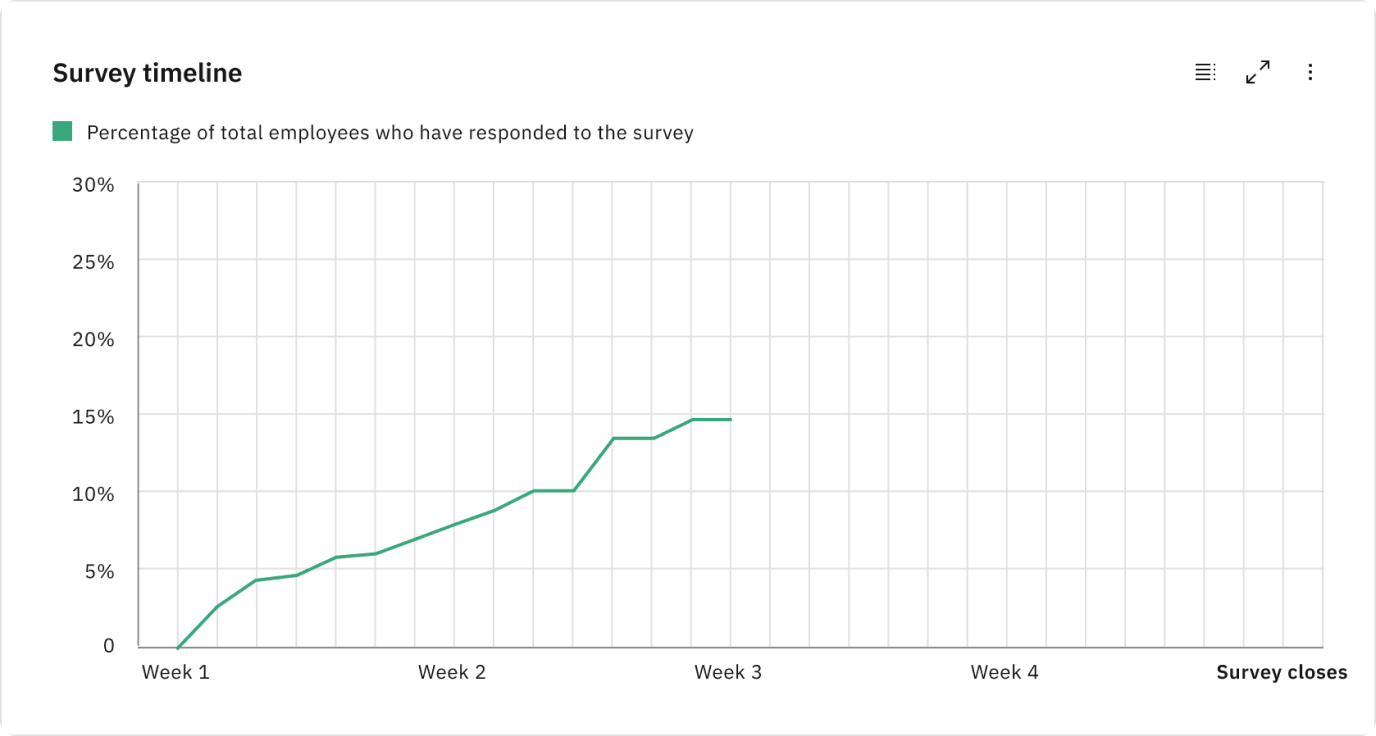 Survey timeline
Percentage of total employees who have responded to the survey
30%
25%
20%
15%
10%
5%
0
Week 1 Week 2 Week 3 Week 4 Survey closes